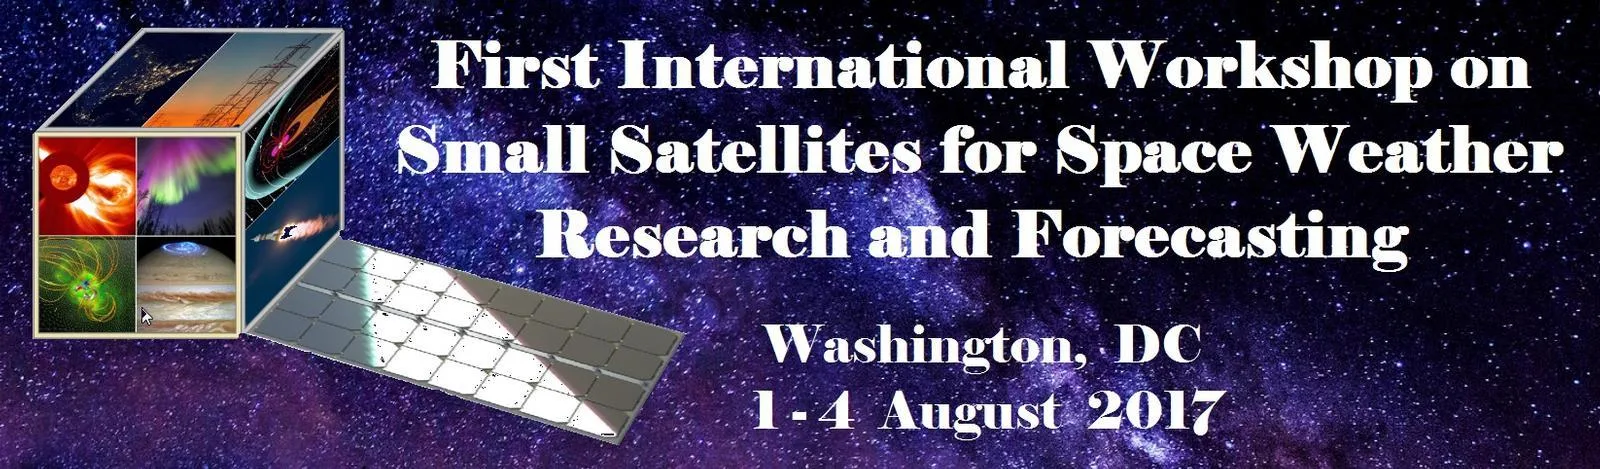 First International Workshop on
Small Satellites for Space Weather
Research and Forecasting
Washington, DC
1-4 August 2017